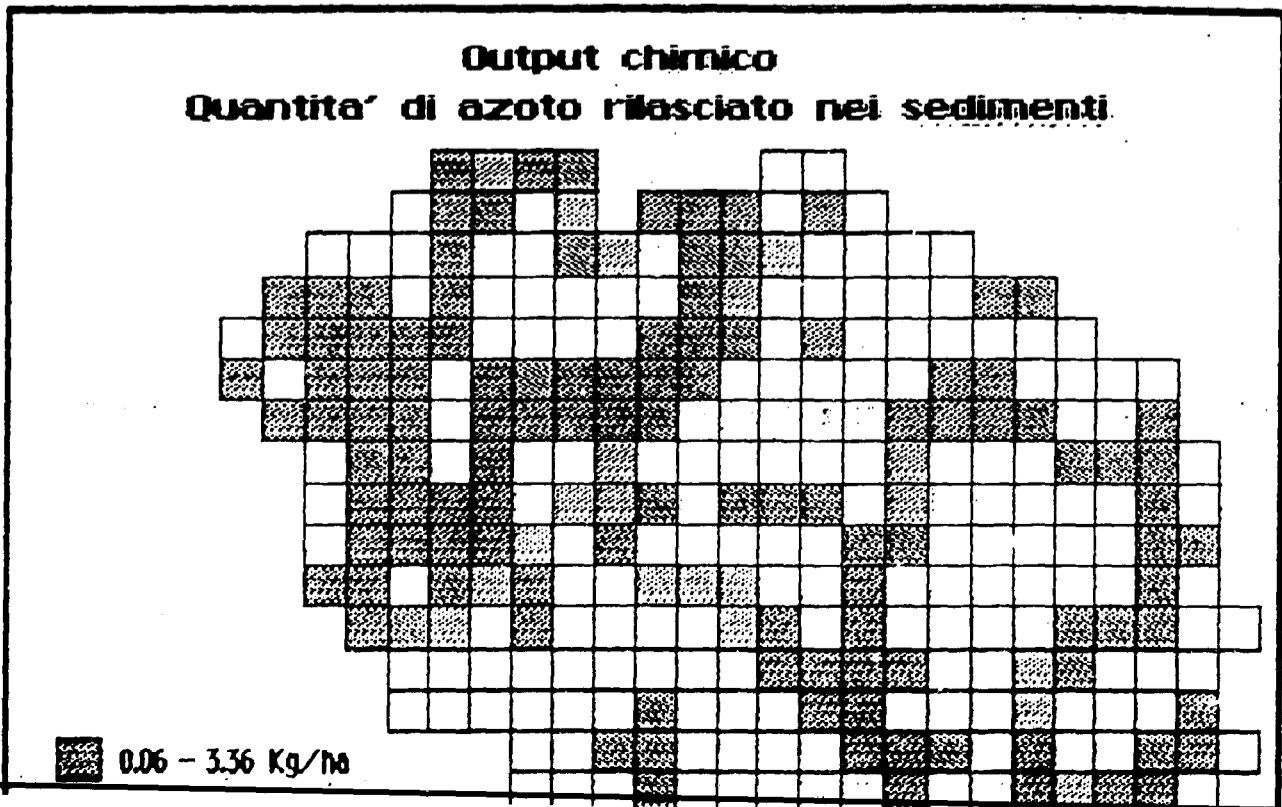 Output chimico
Quantita' di azoto rilasciato nei sedimenti
0.06 - 3.36 Kg/ha